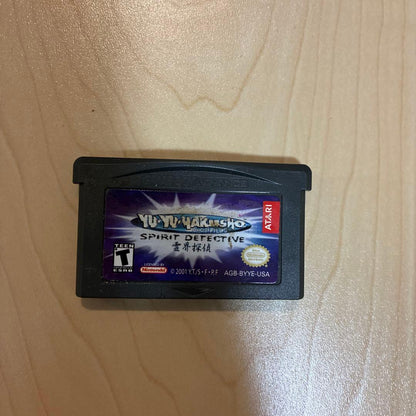 YU YU HAKUSHO
SPIRIT DETECTIVE
霊界探偵
ATARI
TEEN
T
ESRB
LICENSED BY
Nintendo
© 2001 Y.T./S • F • P.F
AGB-BYYE-USA